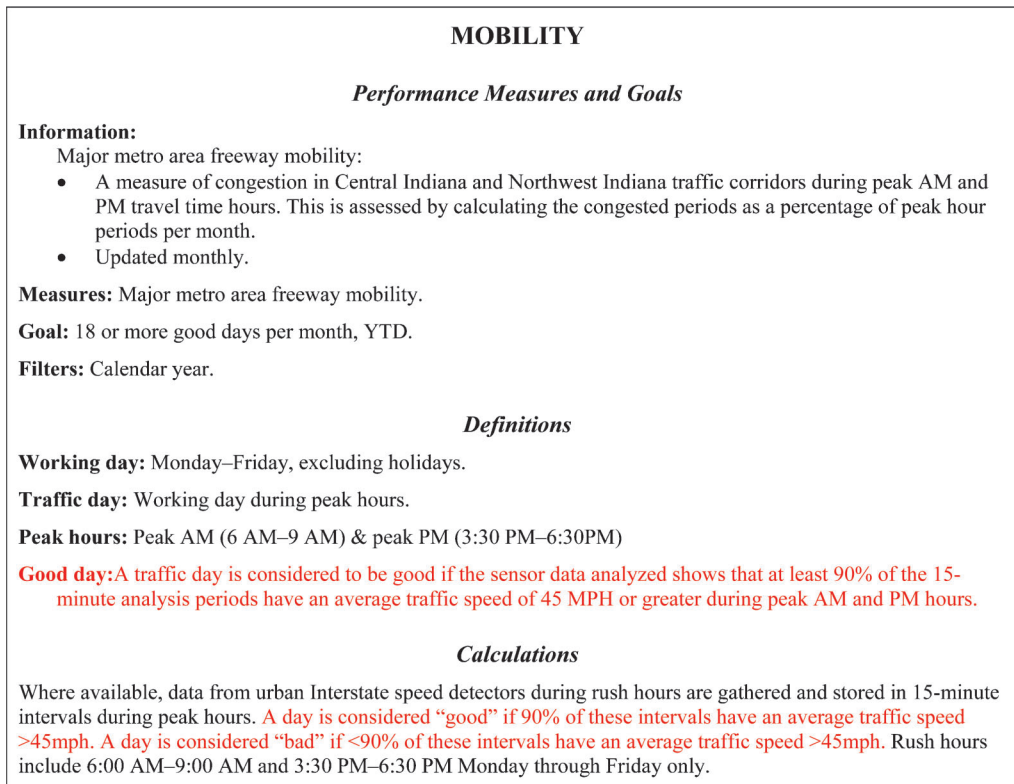 MOBILITY
Performance Measures and Goals
Information:
Major metro area freeway mobility:
• A measure of congestion in Central Indiana and Northwest Indiana traffic corridors during peak AM and
PM travel time hours. This is assessed by calculating the congested periods as a percentage of peak hour
periods per month.
• Updated monthly.
Measures: Major metro area freeway mobility.
Goal: 18 or more good days per month, YTD.
Filters: Calendar year.
Definitions
Working day: Monday–Friday, excluding holidays.
Traffic day: Working day during peak hours.
Peak hours: Peak AM (6 AM–9 AM) & peak PM (3:30 PM–6:30PM)
Good day:A traffic day is considered to be good if the sensor data analyzed shows that at least 90% of the 15-
minute analysis periods have an average traffic speed of 45 MPH or greater during peak AM and PM hours.
Calculations
Where available, data from urban Interstate speed detectors during rush hours are gathered and stored in 15-minute
intervals during peak hours. A day is considered “good” if 90% of these intervals have an average traffic speed
>45mph. A day is considered “bad” if <90% of these intervals have an average traffic speed >45mph. Rush hours
include 6:00 AM–9:00 AM and 3:30 PM–6:30 PM Monday through Friday only.